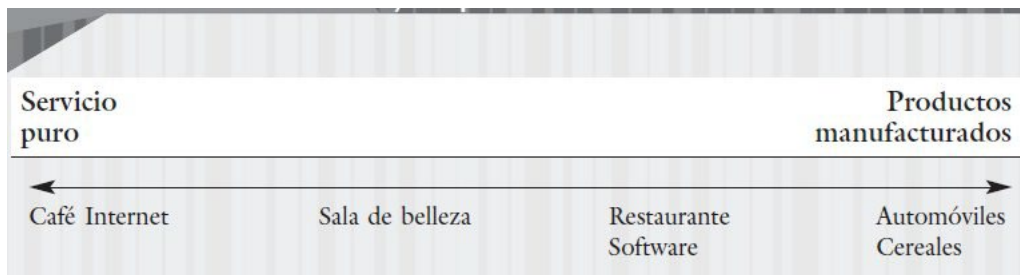 Servicio
puro
Productos
manufacturados
Café Internet
Sala de belleza
Restaurante
Software
Automóviles
Cereales